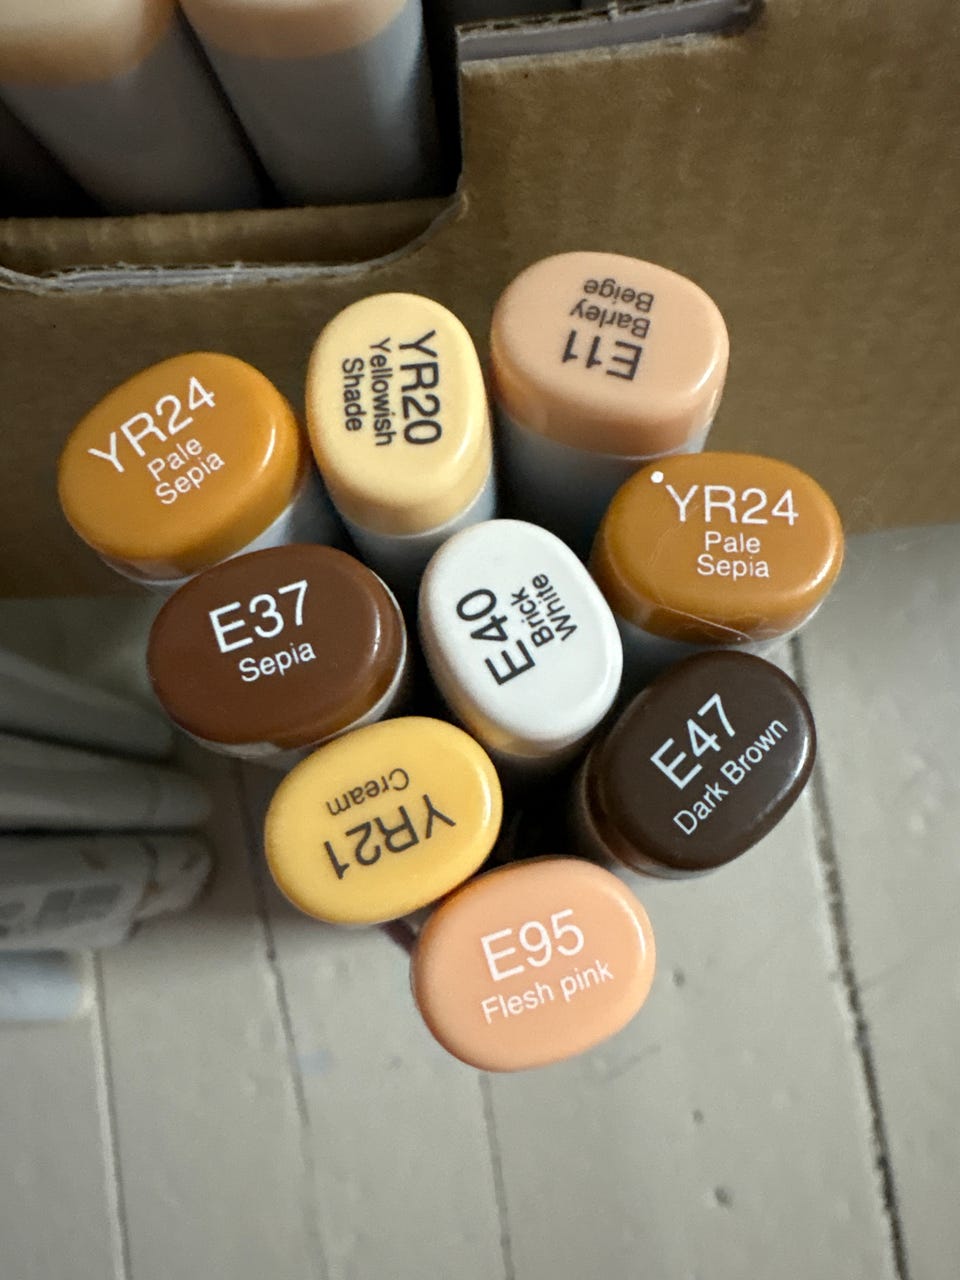 E11
Barley
Beige
YR20
Yellowish
Shade
YR24
Pale
Sepia
YR24
Pale
Sepia
E37
Sepia
E40
Brick
White
E47
Dark Brown
YR21
Cream
E95
Flesh pink